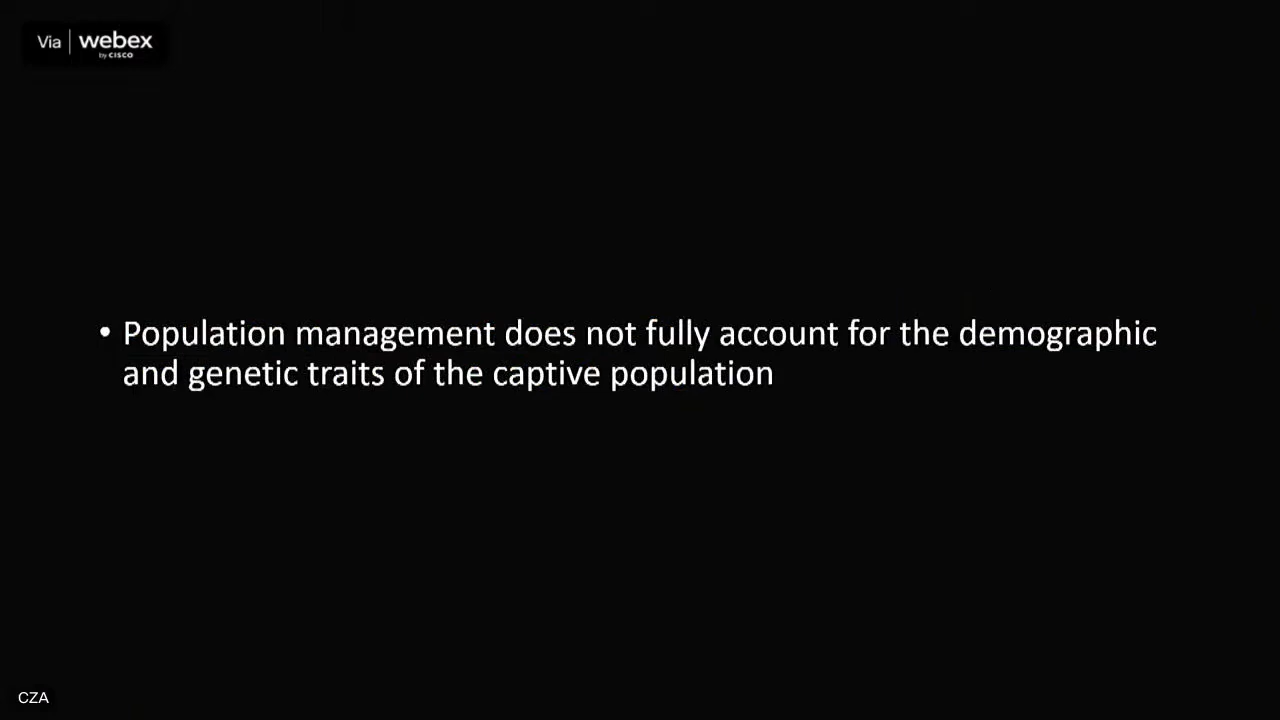 Via | webex
by CISCO
• Population management does not fully account for the demographic
and genetic traits of the captive population
CZA